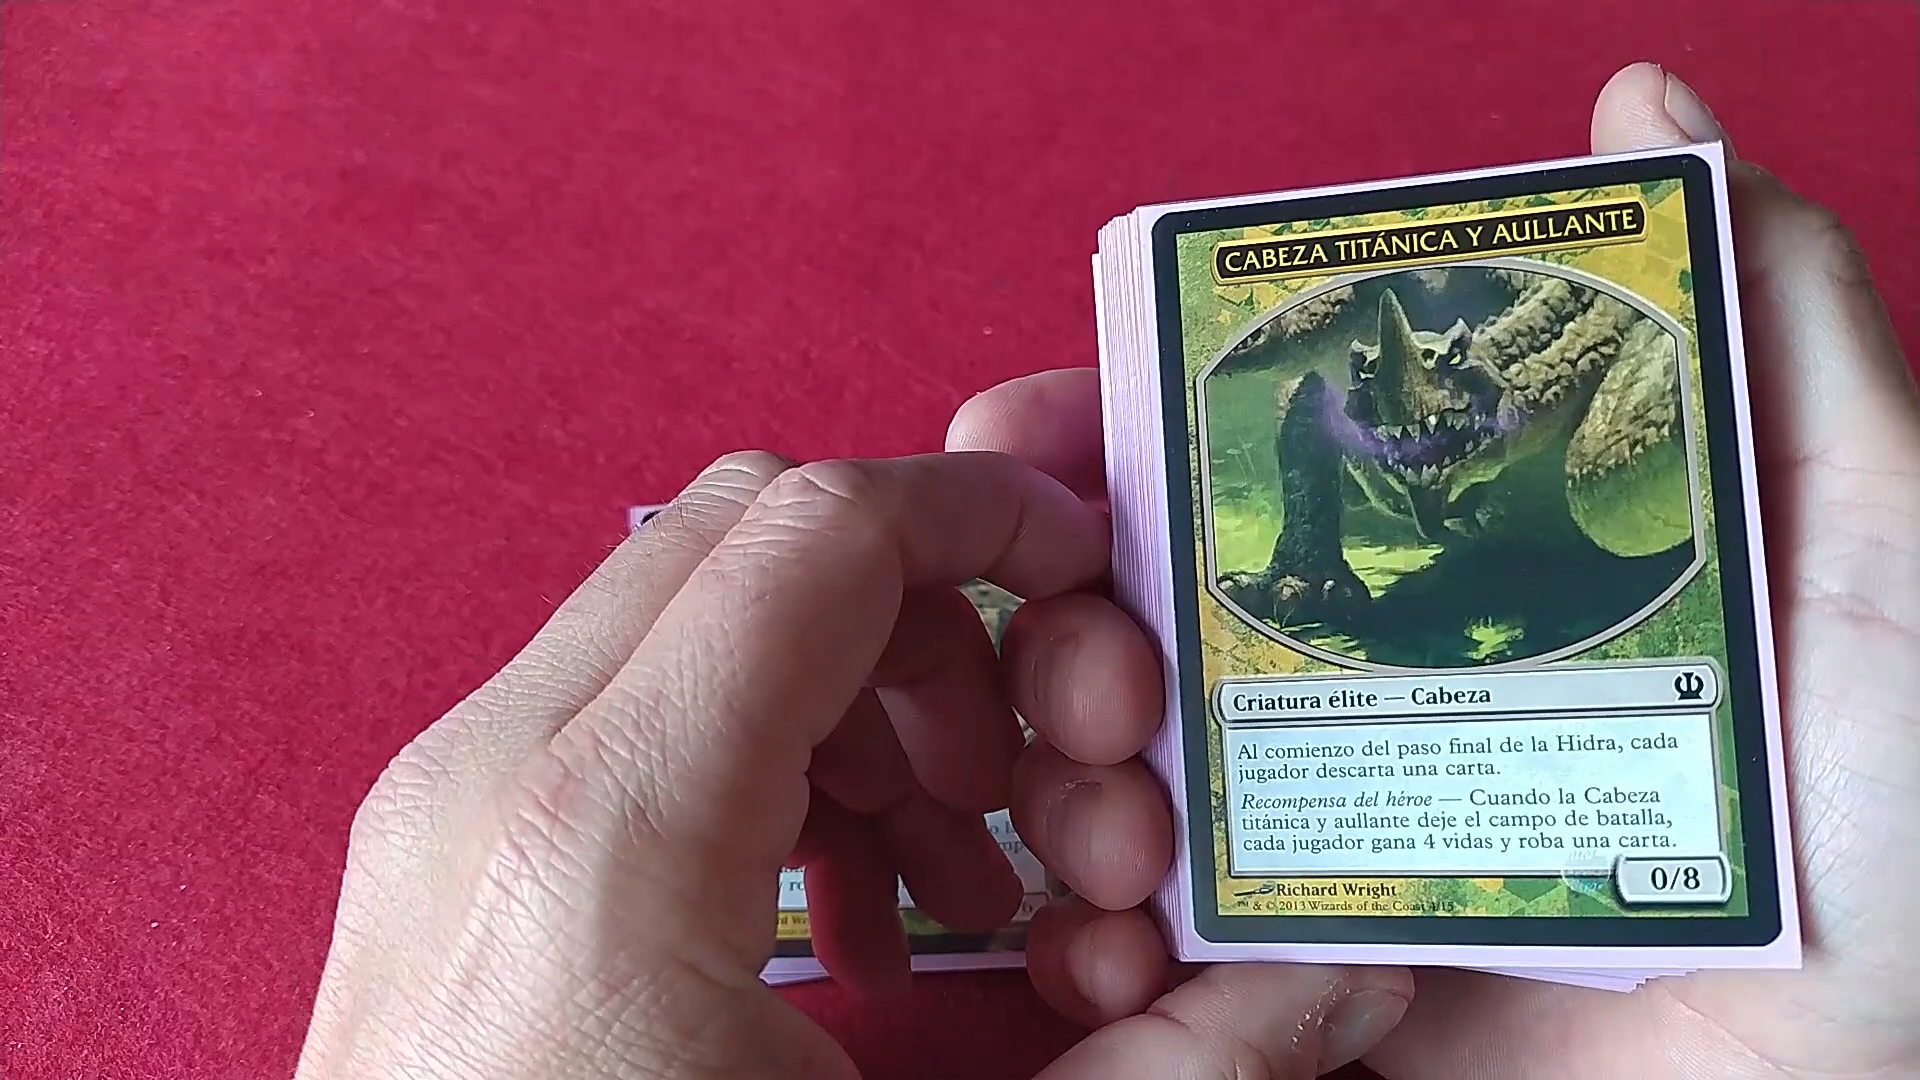 CABEZA TITÁNICA Y AULLANTE
Criatura élite — Cabeza
Al comienzo del paso final de la Hidra, cada
jugador descarta una carta.
Recompensa del héroe — Cuando la Cabeza
titánica y aullante deje el campo de batalla,
cada jugador gana 4 vidas y roba una carta.
0/8
Richard Wright
™ & © 2013 Wizards of the Coast 4/15